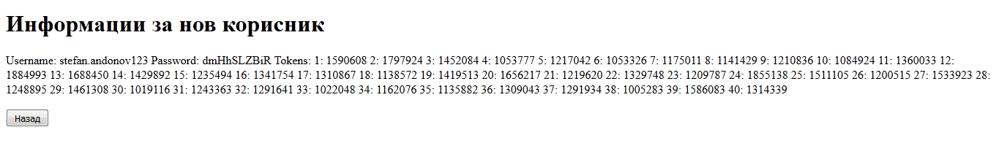 Информации за нов корисник
Username: stefan.andonov123 Password: dmHhSLZBiR Tokens: 1: 1590608 2: 1797924 3: 1452084 4: 1053777 5: 1217042 6: 1053326 7: 1175011 8: 1141429 9: 1210836 10: 1084924 11: 1360033 12:
1884993 13: 1688450 14: 1429892 15: 1235494 16: 1341754 17: 1310867 18: 1138572 19: 1419513 20: 1656217 21: 1219620 22: 1329748 23: 1209787 24: 1855138 25: 1511105 26: 1200515 27: 1533923 28:
1248895 29: 1461308 30: 1019116 31: 1243363 32: 1291641 33: 1022048 34: 1162076 35: 1135882 36: 1309043 37: 1291934 38: 1005283 39: 1586083 40: 1314339
Назад